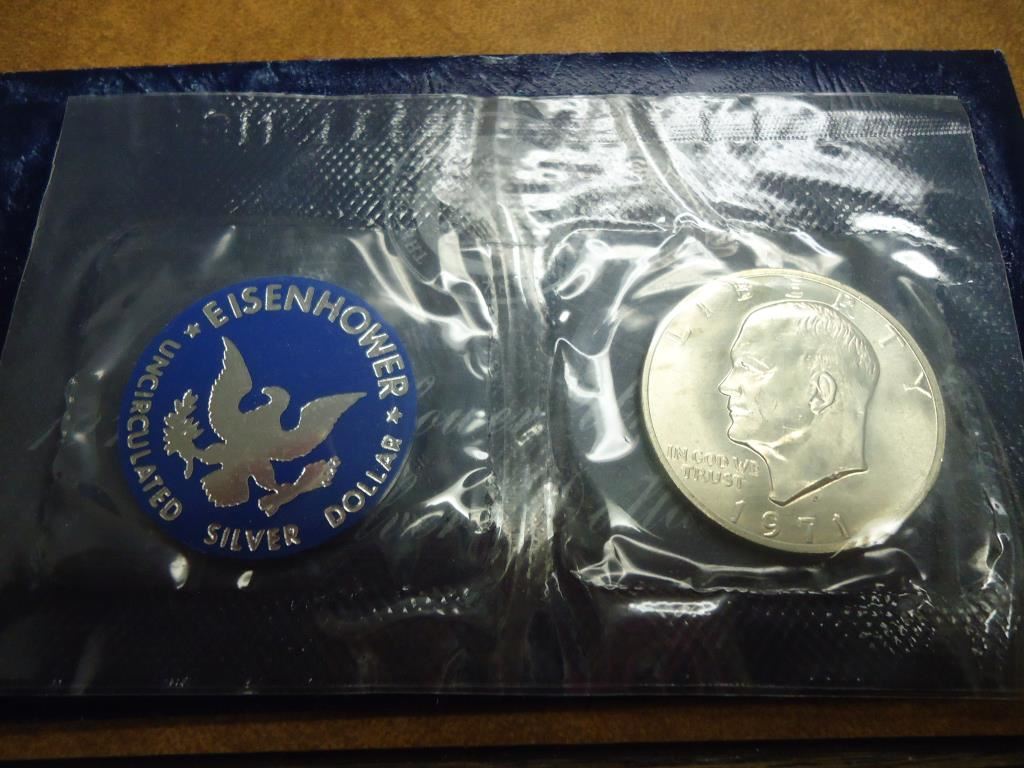 ★ EISENHOWER ★
UNCIRCULATED
SILVER
DOLLAR
LIBERTY
IN GOD WE
TRUST
1971